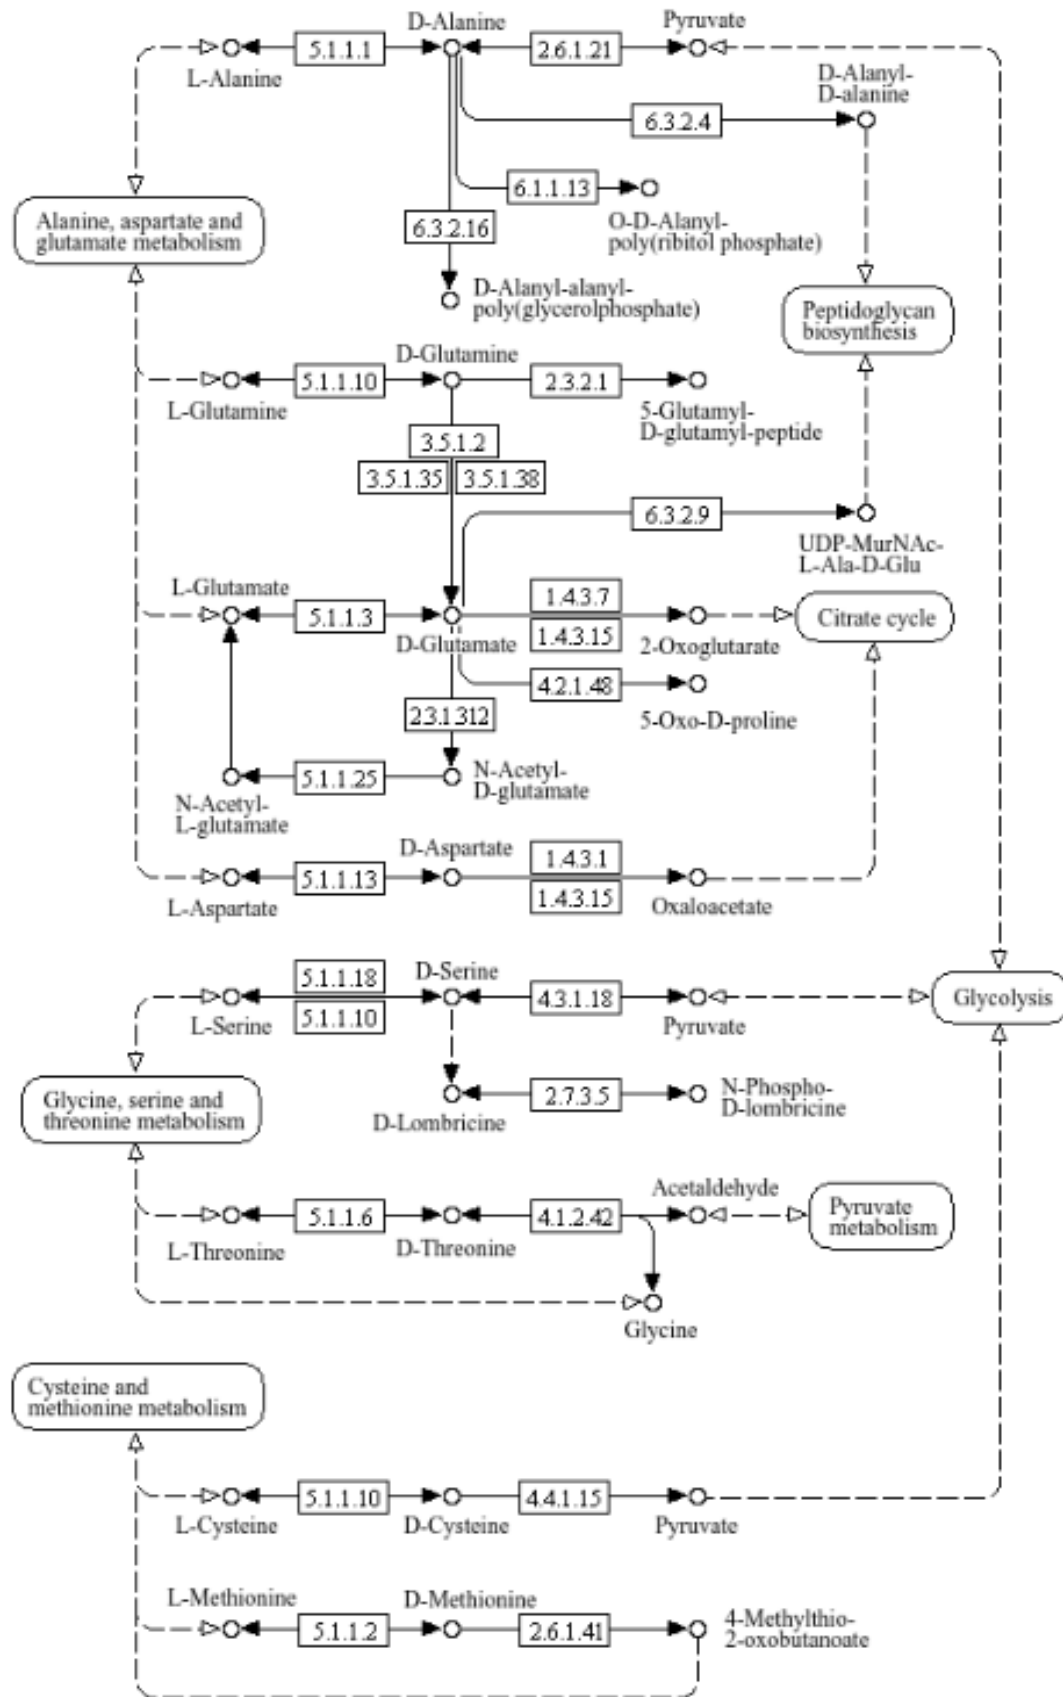 D-Alanine
Pyruvate
5.1.1.1
2.6.1.21
L-Alanine
D-Alanyl-
D-alanine
6.3.2.4
6.1.1.13
Alanine, aspartate and
glutamate metabolism
6.3.2.16
O-D-Alanyl-
poly(ribitol phosphate)
D-Alanyl-alanyl-
poly(glycerolphosphate)
Peptidoglycan
biosynthesis
D-Glutamine
5.1.1.10
2.3.2.1
L-Glutamine
5-Glutamyl-
D-glutamyl-peptide
3.5.1.2
3.5.1.35
3.5.1.38
6.3.2.9
UDP-MurNAc-
L-Ala-D-Glu
L-Glutamate
1.4.3.7
5.1.1.3
Citrate cycle
D-Glutamate
1.4.3.15
2-Oxoglutarate
4.2.1.48
2.3.1.312
5-Oxo-D-proline
5.1.1.25
N-Acetyl-
D-glutamate
N-Acetyl-
L-glutamate
D-Aspartate
1.4.3.1
5.1.1.13
L-Aspartate
1.4.3.15
Oxaloacetate
5.1.1.18
D-Serine
4.3.1.18
Glycolysis
L-Serine
5.1.1.10
Pyruvate
Glycine, serine and
threonine metabolism
2.7.3.5
N-Phospho-
D-lombricine
D-Lombricine
Acetaldehyde
5.1.1.6
4.1.2.42
Pyruvate
metabolism
L-Threonine
D-Threonine
Glycine
Cysteine and
methionine metabolism
5.1.1.10
4.4.1.15
L-Cysteine
D-Cysteine
Pyruvate
L-Methionine
D-Methionine
5.1.1.2
2.6.1.41
4-Methylthio-
2-oxobutanoate